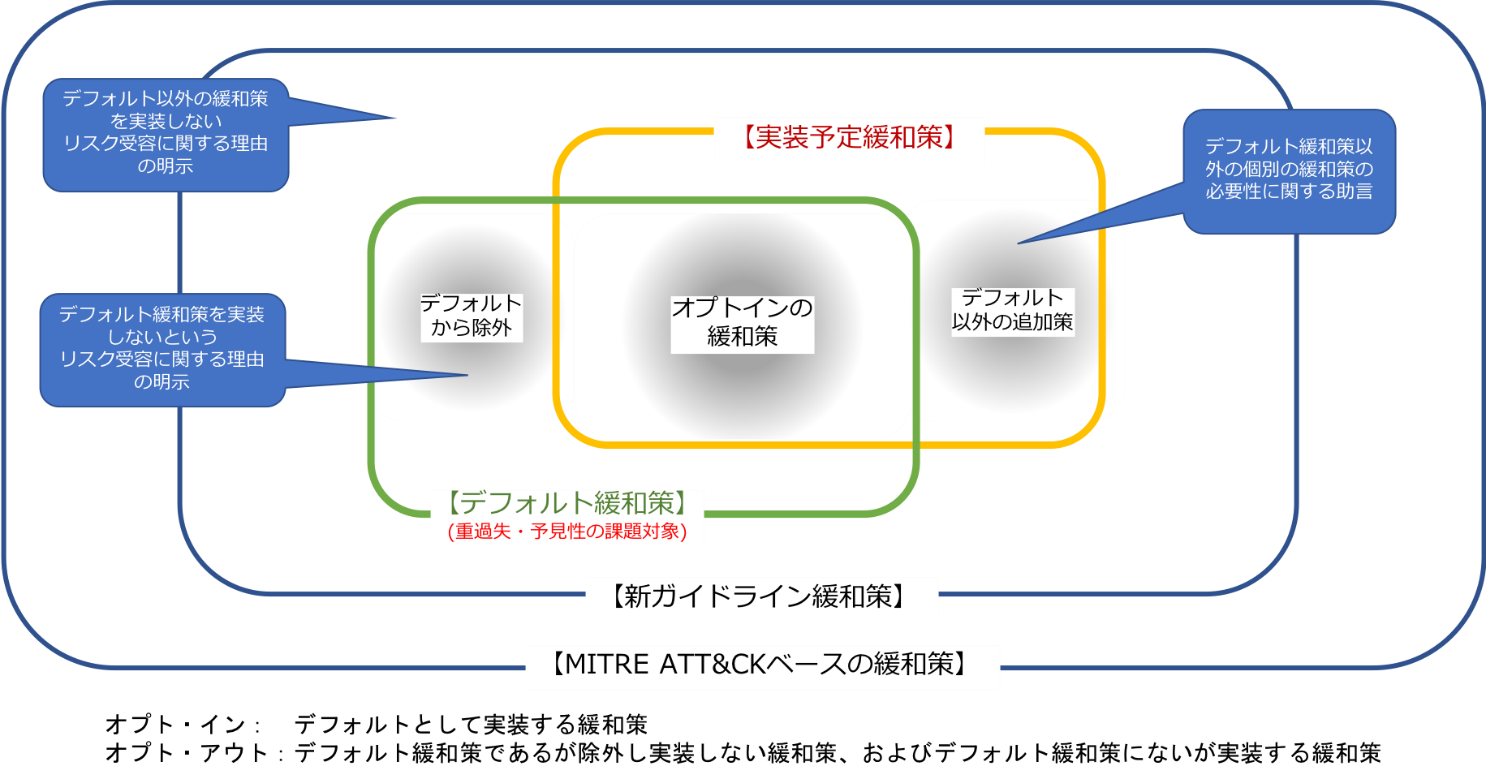 デフォルト以外の緩和策
を実装しない
リスク受容に関する理由
の明示
【実装予定緩和策】
デフォルト緩和策以
外の個別の緩和策の
必要性に関する助言
デフォルト緩和策を実装
しないという
リスク受容に関する理由
の明示
デフォルト
から除外
オプトインの
緩和策
デフォルト
以外の追加策
【デフォルト緩和策】
(重過失・予見性の課題対象)
【新ガイドライン緩和策】
【MITRE ATT&CKベースの緩和策】
オプト・イン： デフォルトとして実装する緩和策
オプト・アウト：デフォルト緩和策であるが除外し実装しない緩和策、およびデフォルト緩和策にないが実装する緩和策